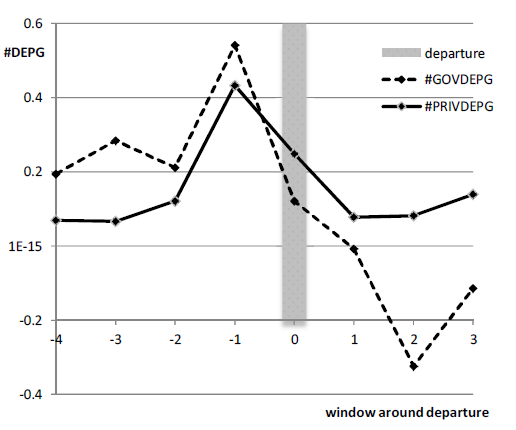 0.6
#DEPG
departure
#GOVDEPG
0.4
#PRIVDEPG
0.2
1E-15
-0.2
-4 -3 -2 -1 0 1 2 3
-0.4
window around departure